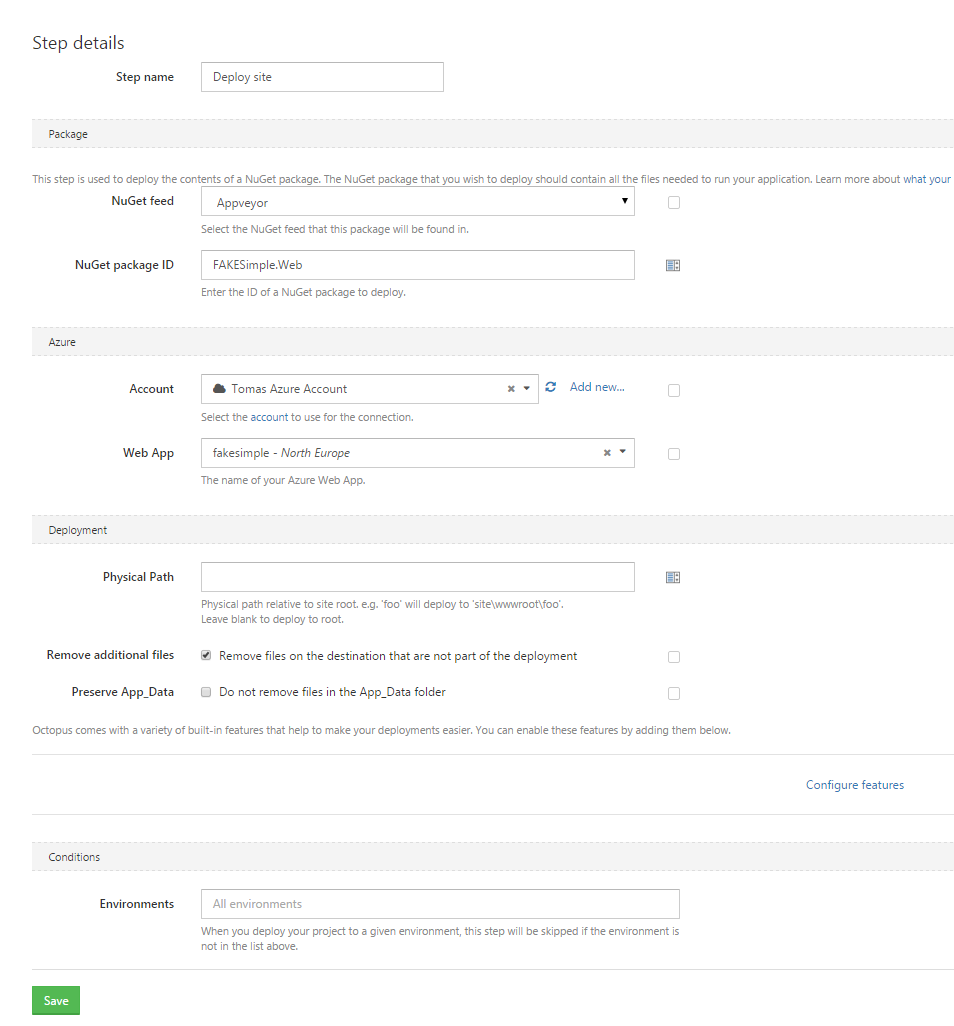 Step details
Step name
Deploy site
Package
This step is used to deploy the contents of a NuGet package. The NuGet package that you wish to deploy should contain all the files needed to run your application. Learn more about what your
NuGet feed
Appveyor
Select the NuGet feed that this package will be found in.
NuGet package ID
FAKESimple.Web
Enter the ID of a NuGet package to deploy.
Azure
Account
Tomas Azure Account
Add new...
Select the account to use for the connection.
Web App
fakesimple - North Europe
The name of your Azure Web App.
Deployment
Physical Path
Physical path relative to site root. e.g. 'foo' will deploy to 'site\wwwroot\foo'.
Leave blank to deploy to root.
Remove additional files
Remove files on the destination that are not part of the deployment
Preserve App_Data
Do not remove files in the App_Data folder
Octopus comes with a variety of built-in features that help to make your deployments easier. You can enable these features by adding them below.
Configure features
Conditions
Environments
All environments
When you deploy your project to a given environment, this step will be skipped if the environment is
not in the list above.
Save